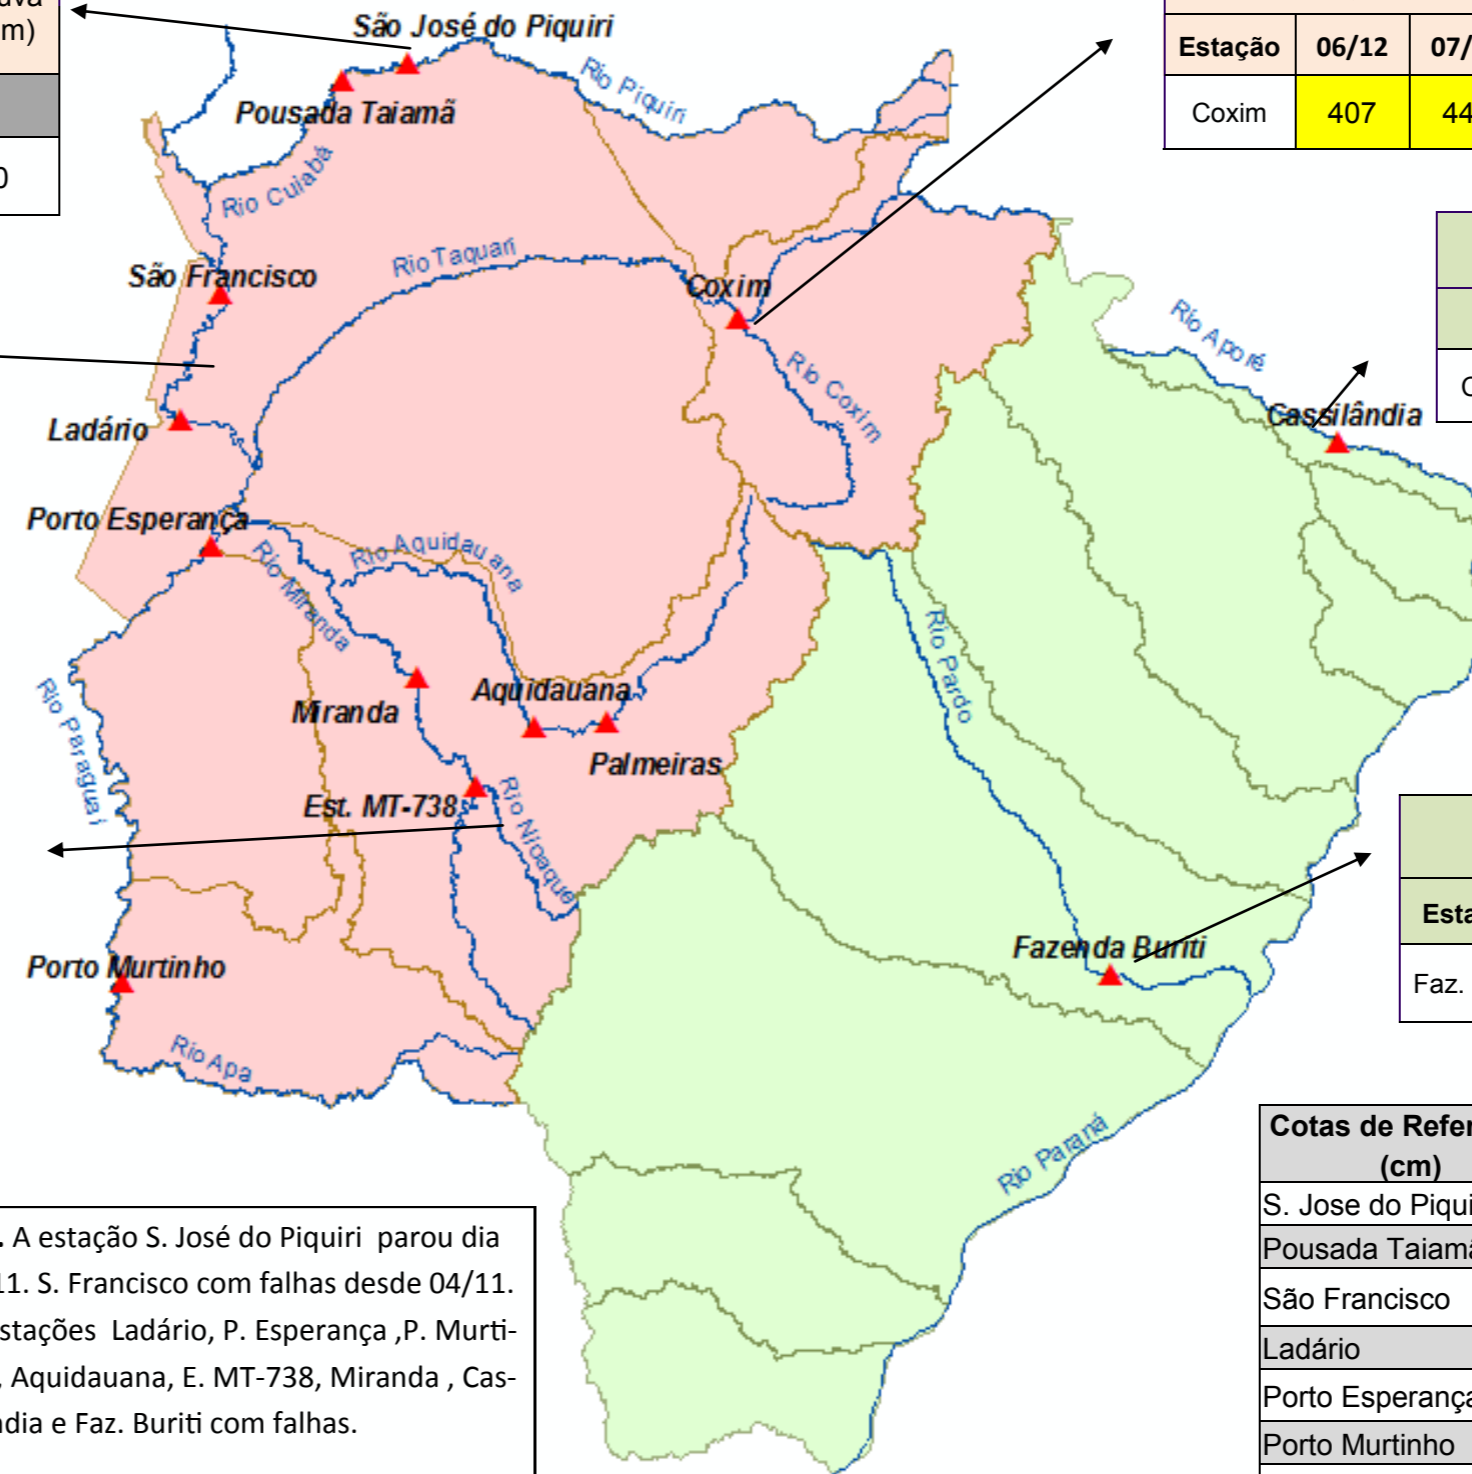 São José do Piquiri
Estação 06/12
Coxim 407
Rio Piquiri
Pousada Taiamã
Rio Cuiabá
Rio Taquari
São Francisco
Coxim
Rio Aporé
Rio Coxim
Cassilândia
Ladário
Porto Esperança
Rio Aquidauana
Rio Miranda
Rio Pardo
Aquidauana
Rio Paraguai
Miranda
Palmeiras
Est. MT-738
Rio Nioaque
Fazenda Buriti
Faz.
Porto Murtinho
Rio Apa
Rio Paraná
Cotas de Refer
(cm)
S. Jose do Piqui
Pousada Taiamã
São Francisco
Ladário
Porto Esperança
Porto Murtinho
. A estação S. José do Piquiri parou dia
11. S. Francisco com falhas desde 04/11.
stações Ladário, P. Esperança ,P. Murti-
, Aquidauana, E. MT-738, Miranda , Cas-
ndia e Faz. Buriti com falhas.